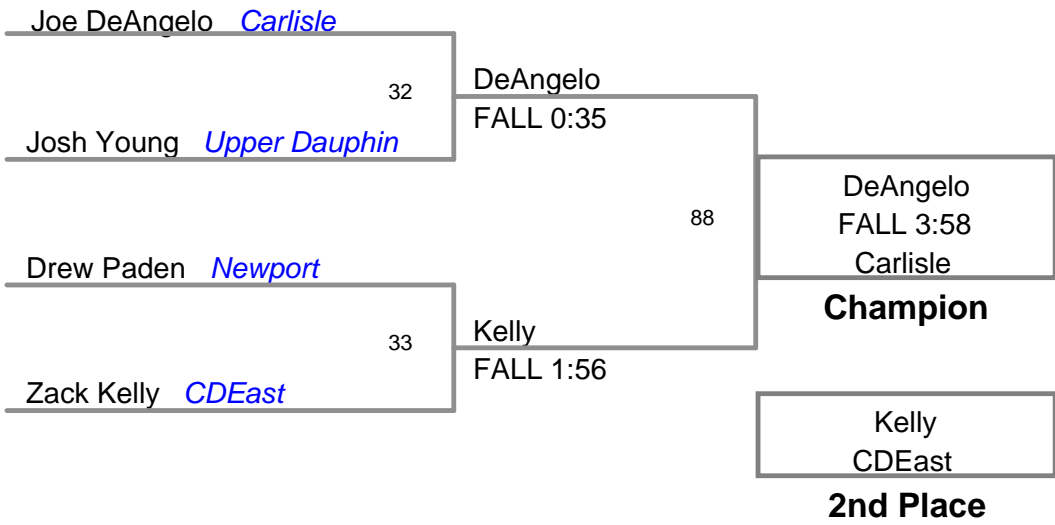 Joe DeAngelo Carlisle
32
DeAngelo
FALL 0:35
Josh Young Upper Dauphin
88
DeAngelo
FALL 3:58
Carlisle
Champion
Drew Paden Newport
33
Kelly
FALL 1:56
Zack Kelly CDEast
Kelly
CDEast
2nd Place